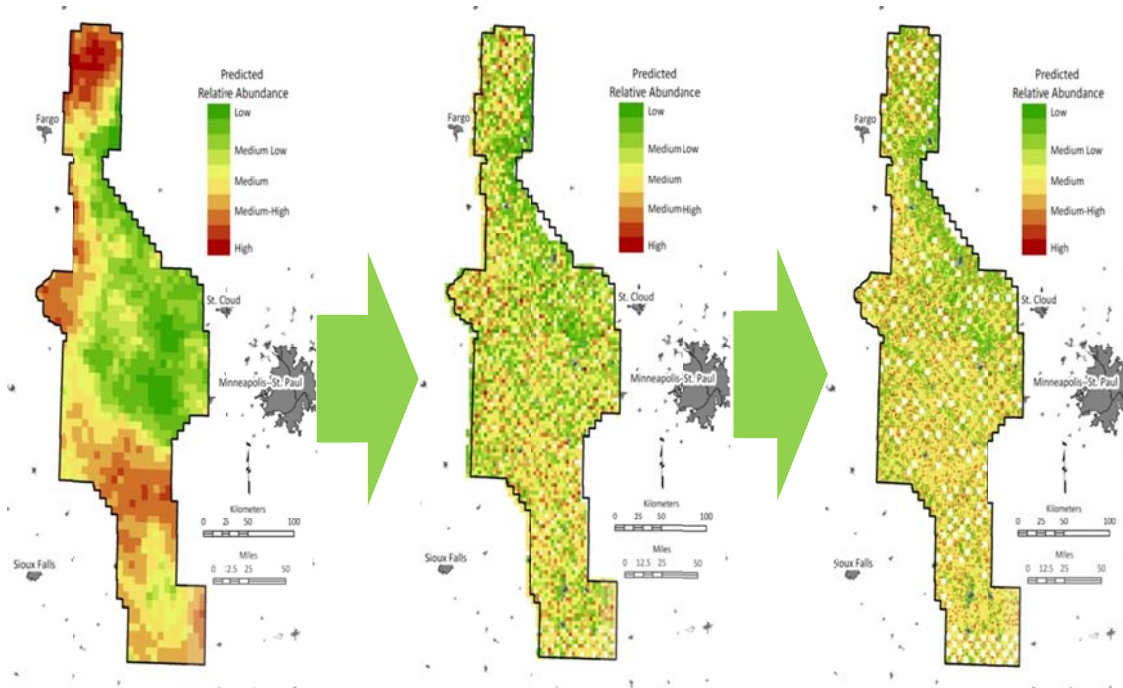 Predicted
Relative Abundance
Low
Medium Low
Medium
Medium-High
High
Fargo
St. Cloud
Minneapolis--St. Paul
Kilometers
0 25 50 100
Miles
0 12.5 25 50
Sioux Falls
Predicted
Relative Abundance
Low
Medium Low
Medium
Medium-High
High
Fargo
St. Cloud
Minneapolis--St. Paul
Kilometers
0 25 50 100
Miles
0 12.5 25 50
Sioux Falls
Predicted
Relative Abundance
Low
Medium Low
Medium
Medium-High
High
Fargo
St. Cloud
Minneapolis--St. Paul
Kilometers
0 25 50 100
Miles
0 12.5 25 50
Sioux Falls